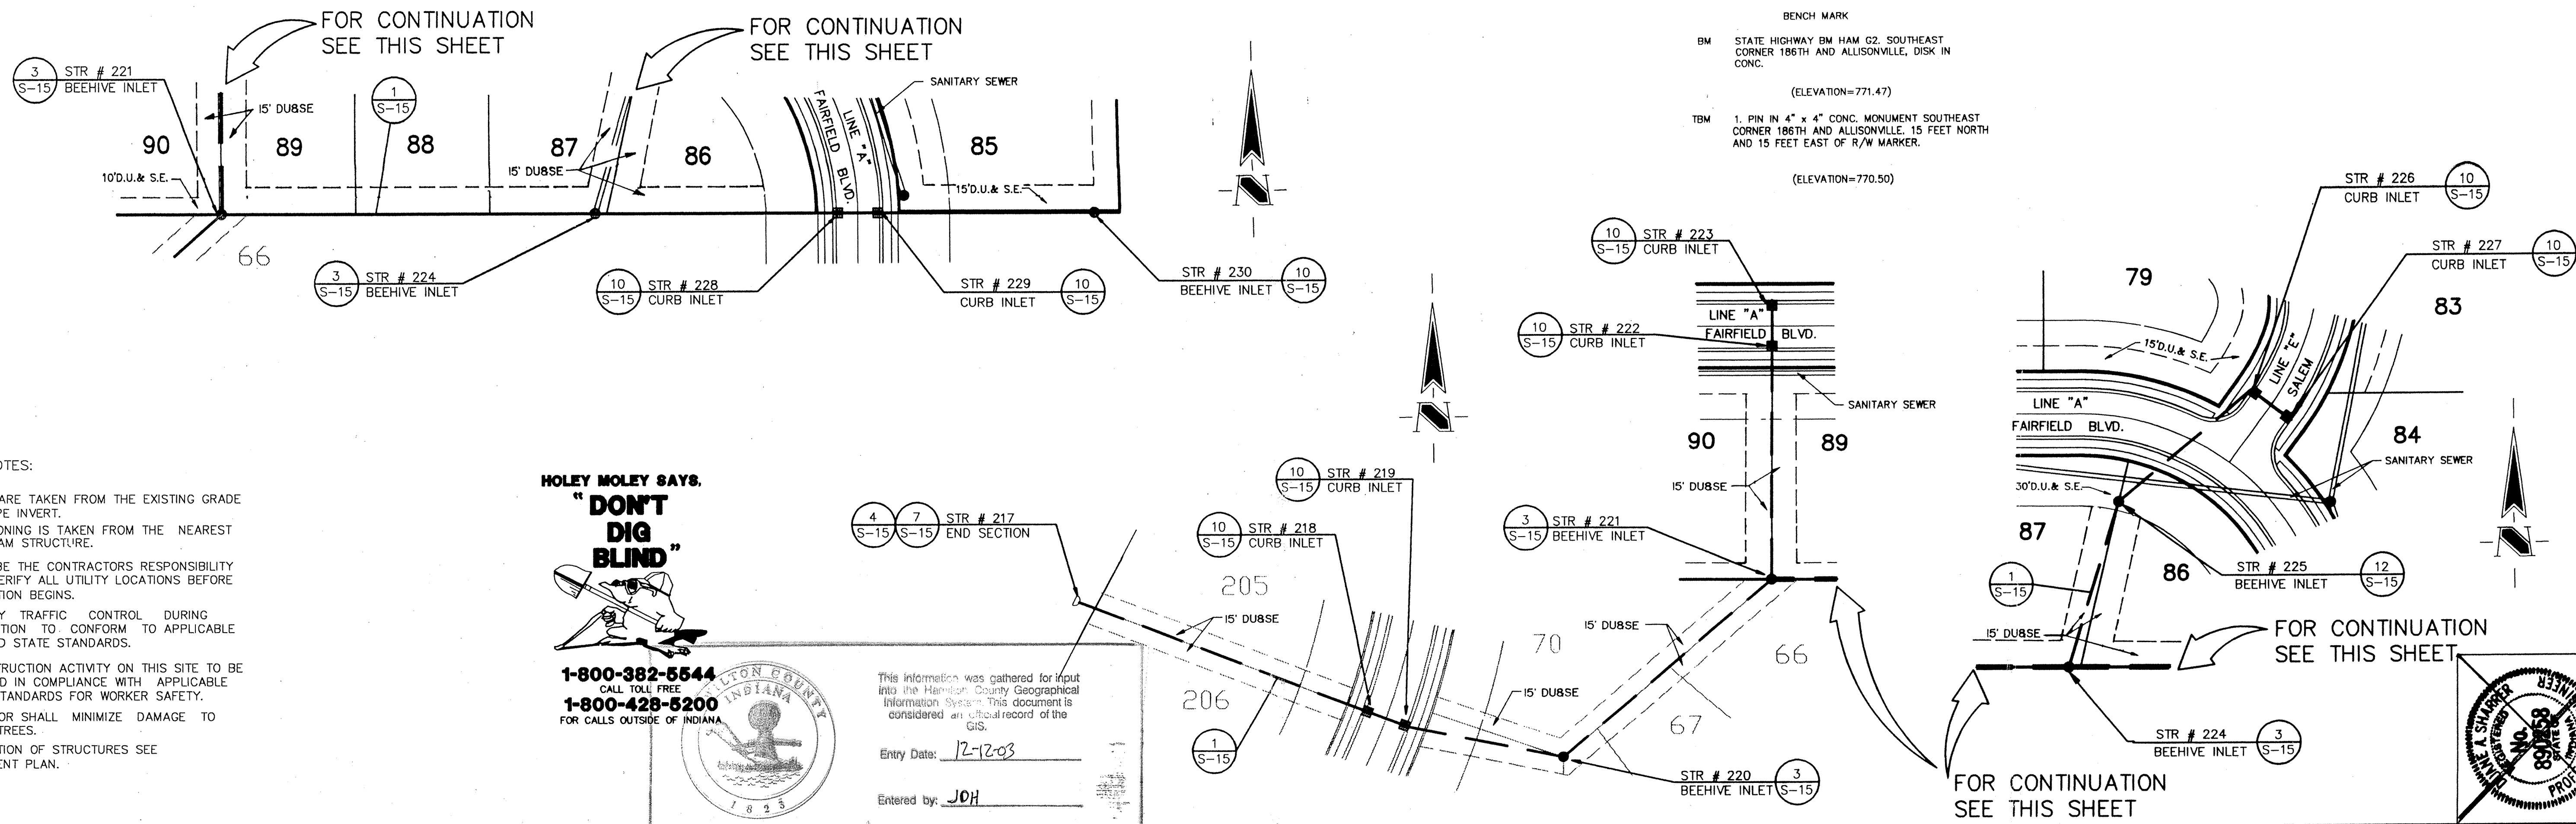 FOR CONTINUATION
SEE THIS SHEET
FOR CONTINUATION
SEE THIS SHEET
3
S-15
STR # 221
BEEHIVE INLET
15' DU&SE
1
S-15
90
89
88
87
86
85
10'D.U.& S.E.
15' DU&SE
FAIRFIELD BLVD.
LINE "A"
SANITARY SEWER
15'D.U.& S.E.
N
66
3
S-15
STR # 224
BEEHIVE INLET
10
S-15
STR # 228
CURB INLET
STR # 229
CURB INLET
10
S-15
STR # 230
BEEHIVE INLET
10
S-15
BENCH MARK
BM STATE HIGHWAY BM HAM G2. SOUTHEAST
CORNER 186TH AND ALLISONVILLE, DISK IN
CONC.
(ELEVATION=771.47)
TBM 1. PIN IN 4" x 4" CONC. MONUMENT SOUTHEAST
CORNER 186TH AND ALLISONVILLE. 15 FEET NORTH
AND 15 FEET EAST OF R/W MARKER.
(ELEVATION=770.50)
OTES:
ARE TAKEN FROM THE EXISTING GRADE
PE INVERT.
ONING IS TAKEN FROM THE NEAREST
AM STRUCTURE.
BE THE CONTRACTORS RESPONSIBILITY
ERIFY ALL UTILITY LOCATIONS BEFORE
TION BEGINS.
Y TRAFFIC CONTROL DURING
TION TO CONFORM TO APPLICABLE
D STATE STANDARDS.
TRUCTION ACTIVITY ON THIS SITE TO BE
D IN COMPLIANCE WITH APPLICABLE
STANDARDS FOR WORKER SAFETY.
OR SHALL MINIMIZE DAMAGE TO
TREES.
TION OF STRUCTURES SEE
ENT PLAN.
HOLEY MOLEY SAYS,
"DON'T
DIG
BLIND"
1-800-382-5544
CALL TOLL FREE
1-800-428-5200
FOR CALLS OUTSIDE OF INDIANA
ILTON COUNTY
INDIANA
1823
This information was gathered for input
into the Hamilton County Geographical
Information System. This document is
considered an official record of the
GIS.
Entry Date: 12-12-03
Entered by: JDH
4
S-15
7
S-15
STR # 217
END SECTION
10
S-15
STR # 218
CURB INLET
10
S-15
STR # 219
CURB INLET
205
15' DU&SE
206
1
S-15
70
15' DU&SE
15' DU&SE
66
67
STR # 220
BEEHIVE INLET
3
S-15
N
10
S-15
STR # 223
CURB INLET
10
S-15
STR # 222
CURB INLET
LINE "A"
FAIRFIELD BLVD.
SANITARY SEWER
90
89
15' DU&SE
3
S-15
STR # 221
BEEHIVE INLET
FOR CONTINUATION
SEE THIS SHEET
STR # 226
CURB INLET
10
S-15
STR # 227
CURB INLET
10
S-15
79
83
15'D.U.& S.E.
LINE "E"
SALEM
LINE "A"
FAIRFIELD BLVD.
84
SANITARY SEWER
30'D.U.& S.E.
87
86
1
S-15
STR # 225
BEEHIVE INLET
12
S-15
15' DU&SE
FOR CONTINUATION
SEE THIS SHEET
STR # 224
BEEHIVE INLET
3
S-15
N
A. SHARPER
REGISTERED
No.
890258
STATE OF